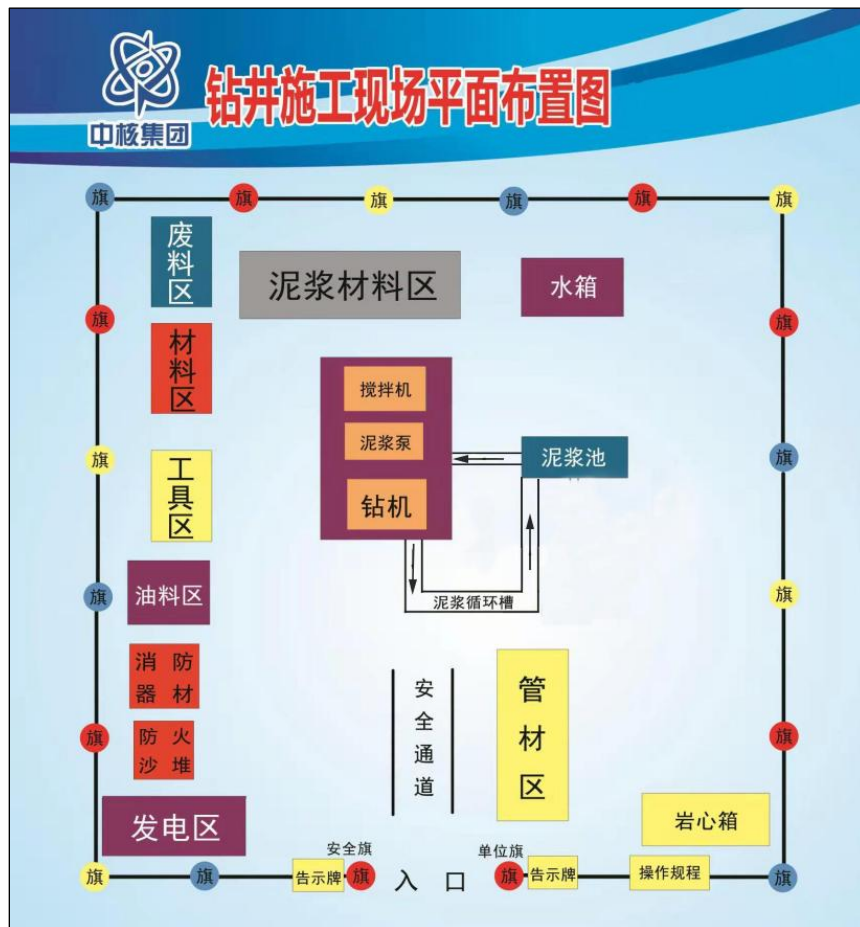 中核集团
钻井施工现场平面布置图
旗 旗 旗 旗 旗 旗
废料区
泥浆材料区
水箱
旗
材料区
旗
搅拌机
泥浆泵
钻机
泥浆池
旗
工具区
旗
油料区
旗
泥浆循环槽
旗
消防
器材
安全通道
管材区
旗
防火
沙堆
旗
发电区
岩心箱
安全旗
单位旗
旗 旗 告示牌 旗 入口 旗 告示牌 操作规程 旗